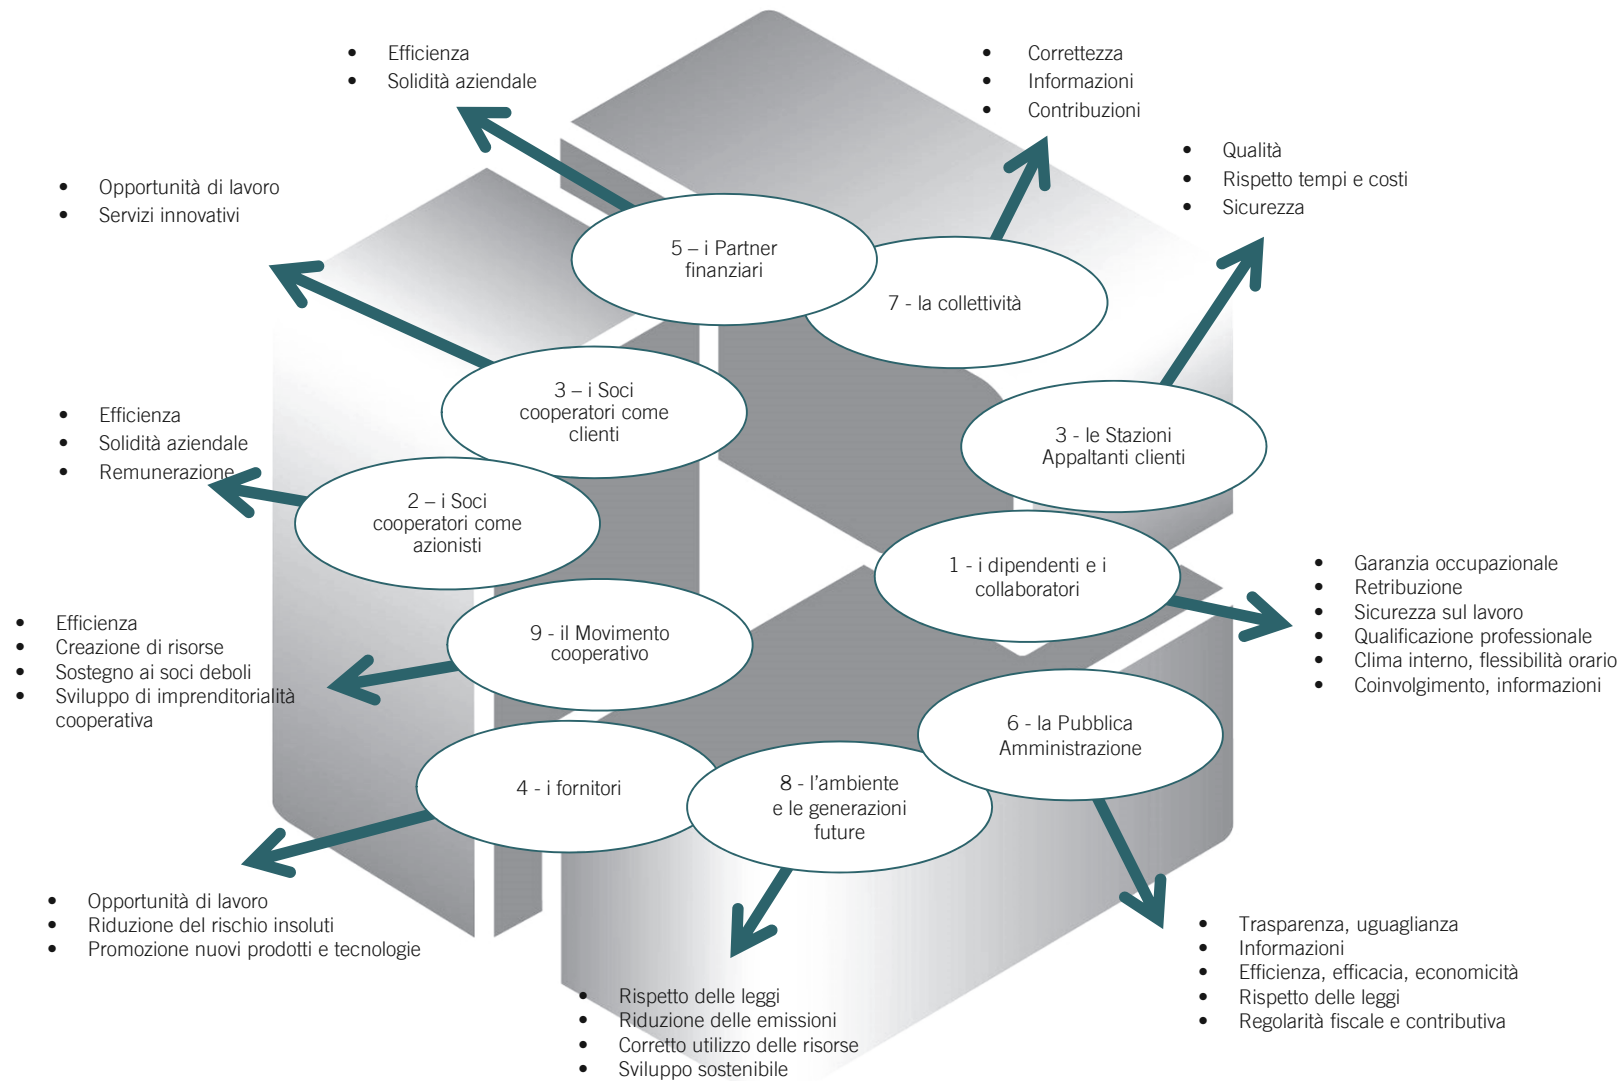 • Efficienza
• Solidità aziendale
• Correttezza
• Informazioni
• Contribuzioni
• Qualità
• Rispetto tempi e costi
• Sicurezza
• Opportunità di lavoro
• Servizi innovativi
5 – i Partner
finanziari
7 - la collettività
3 – i Soci
cooperatori come
clienti
3 - le Stazioni
Appaltanti clienti
• Efficienza
• Solidità aziendale
• Remunerazione
2 – i Soci
cooperatori come
azionisti
1 - i dipendenti e i
collaboratori
• Garanzia occupazionale
• Retribuzione
• Sicurezza sul lavoro
• Qualificazione professionale
• Clima interno, flessibilità orario
• Coinvolgimento, informazioni
• Efficienza
• Creazione di risorse
• Sostegno ai soci deboli
• Sviluppo di imprenditorialità
cooperativa
9 - il Movimento
cooperativo
6 - la Pubblica
Amministrazione
4 - i fornitori
8 - l'ambiente
e le generazioni
future
• Opportunità di lavoro
• Riduzione del rischio insoluti
• Promozione nuovi prodotti e tecnologie
• Trasparenza, uguaglianza
• Informazioni
• Efficienza, efficacia, economicità
• Rispetto delle leggi
• Regolarità fiscale e contributiva
• Rispetto delle leggi
• Riduzione delle emissioni
• Corretto utilizzo delle risorse
• Sviluppo sostenibile